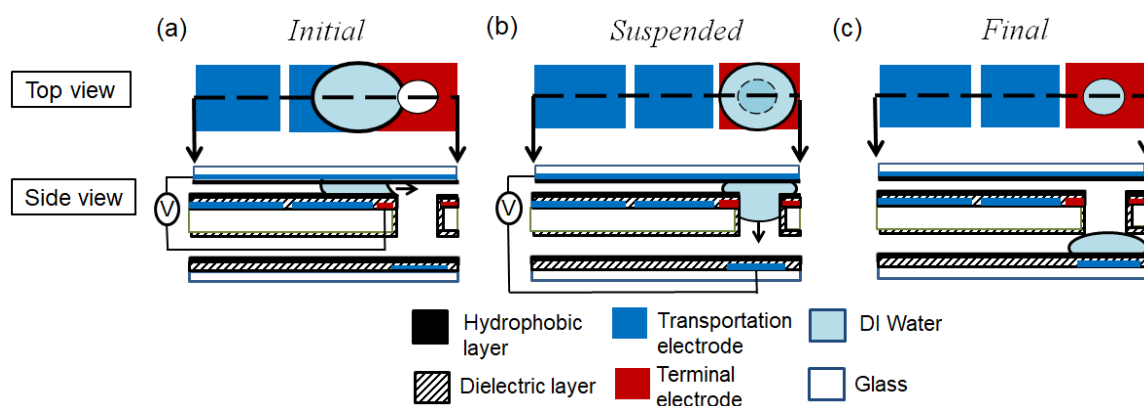 (a) Initial (b) Suspended (c) Final
Top view
Side view
V V
Hydrophobic layer
Transportation electrode
DI Water
Dielectric layer
Terminal electrode
Glass